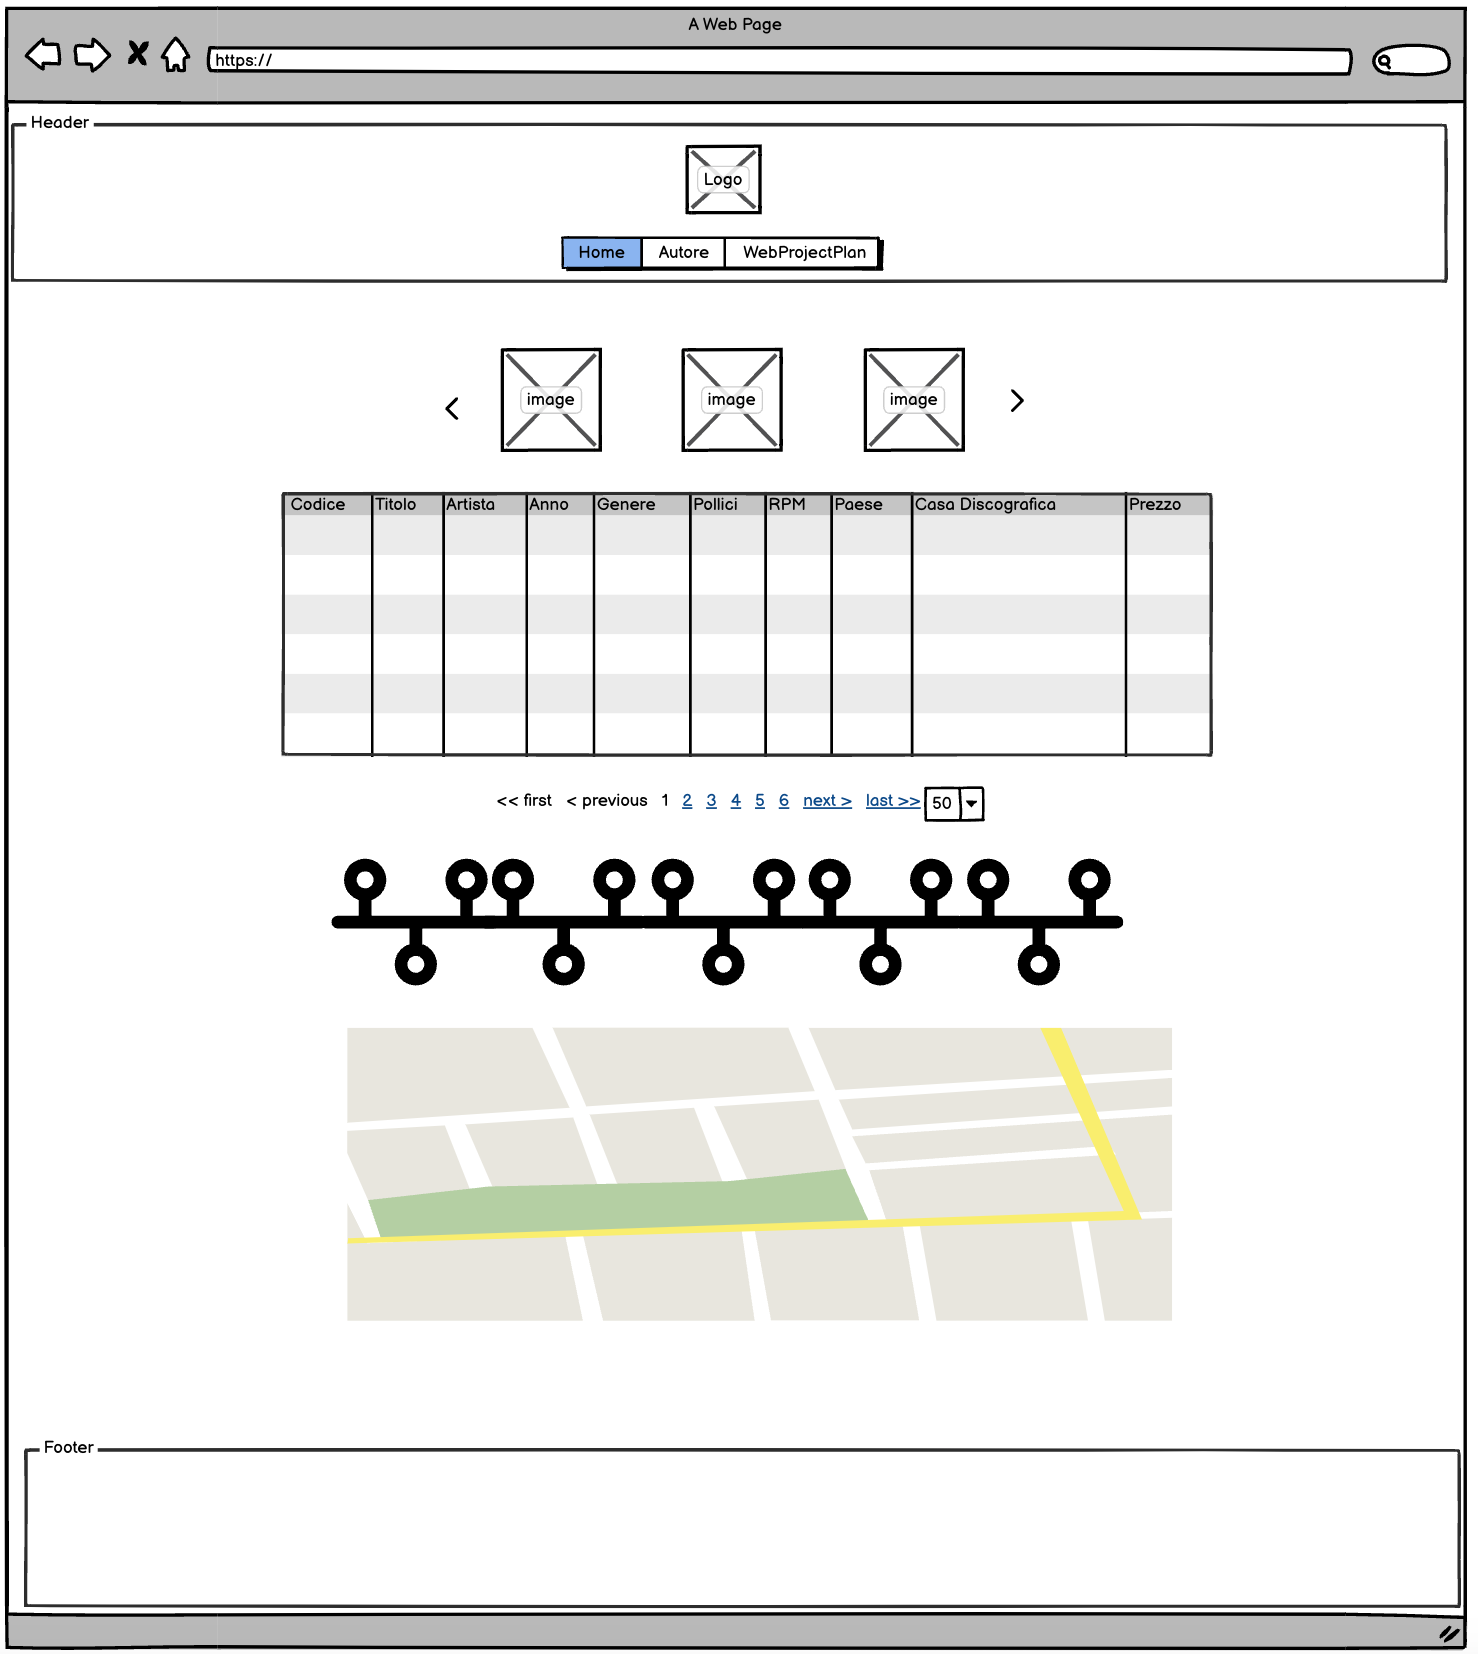 A Web Page
https://
Header
Logo
Home Autore WebProjectPlan
< image image image >
Codice Titolo Artista Anno Genere Pollici RPM Paese Casa Discografica Prezzo
<< first < previous 1 2 3 4 5 6 next > last >> 50
Footer